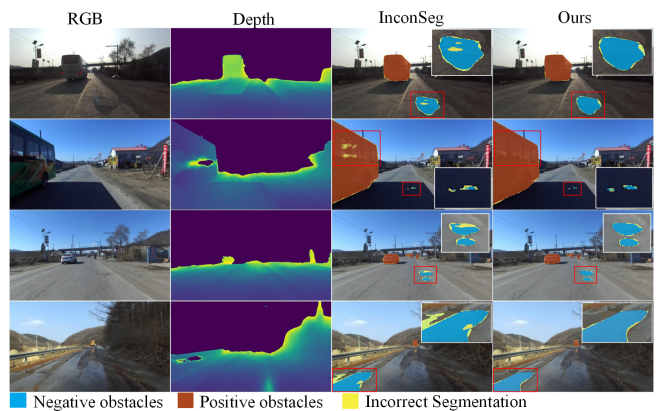 RGB Depth InconSeg Ours
Negative obstacles Positive obstacles Incorrect Segmentation